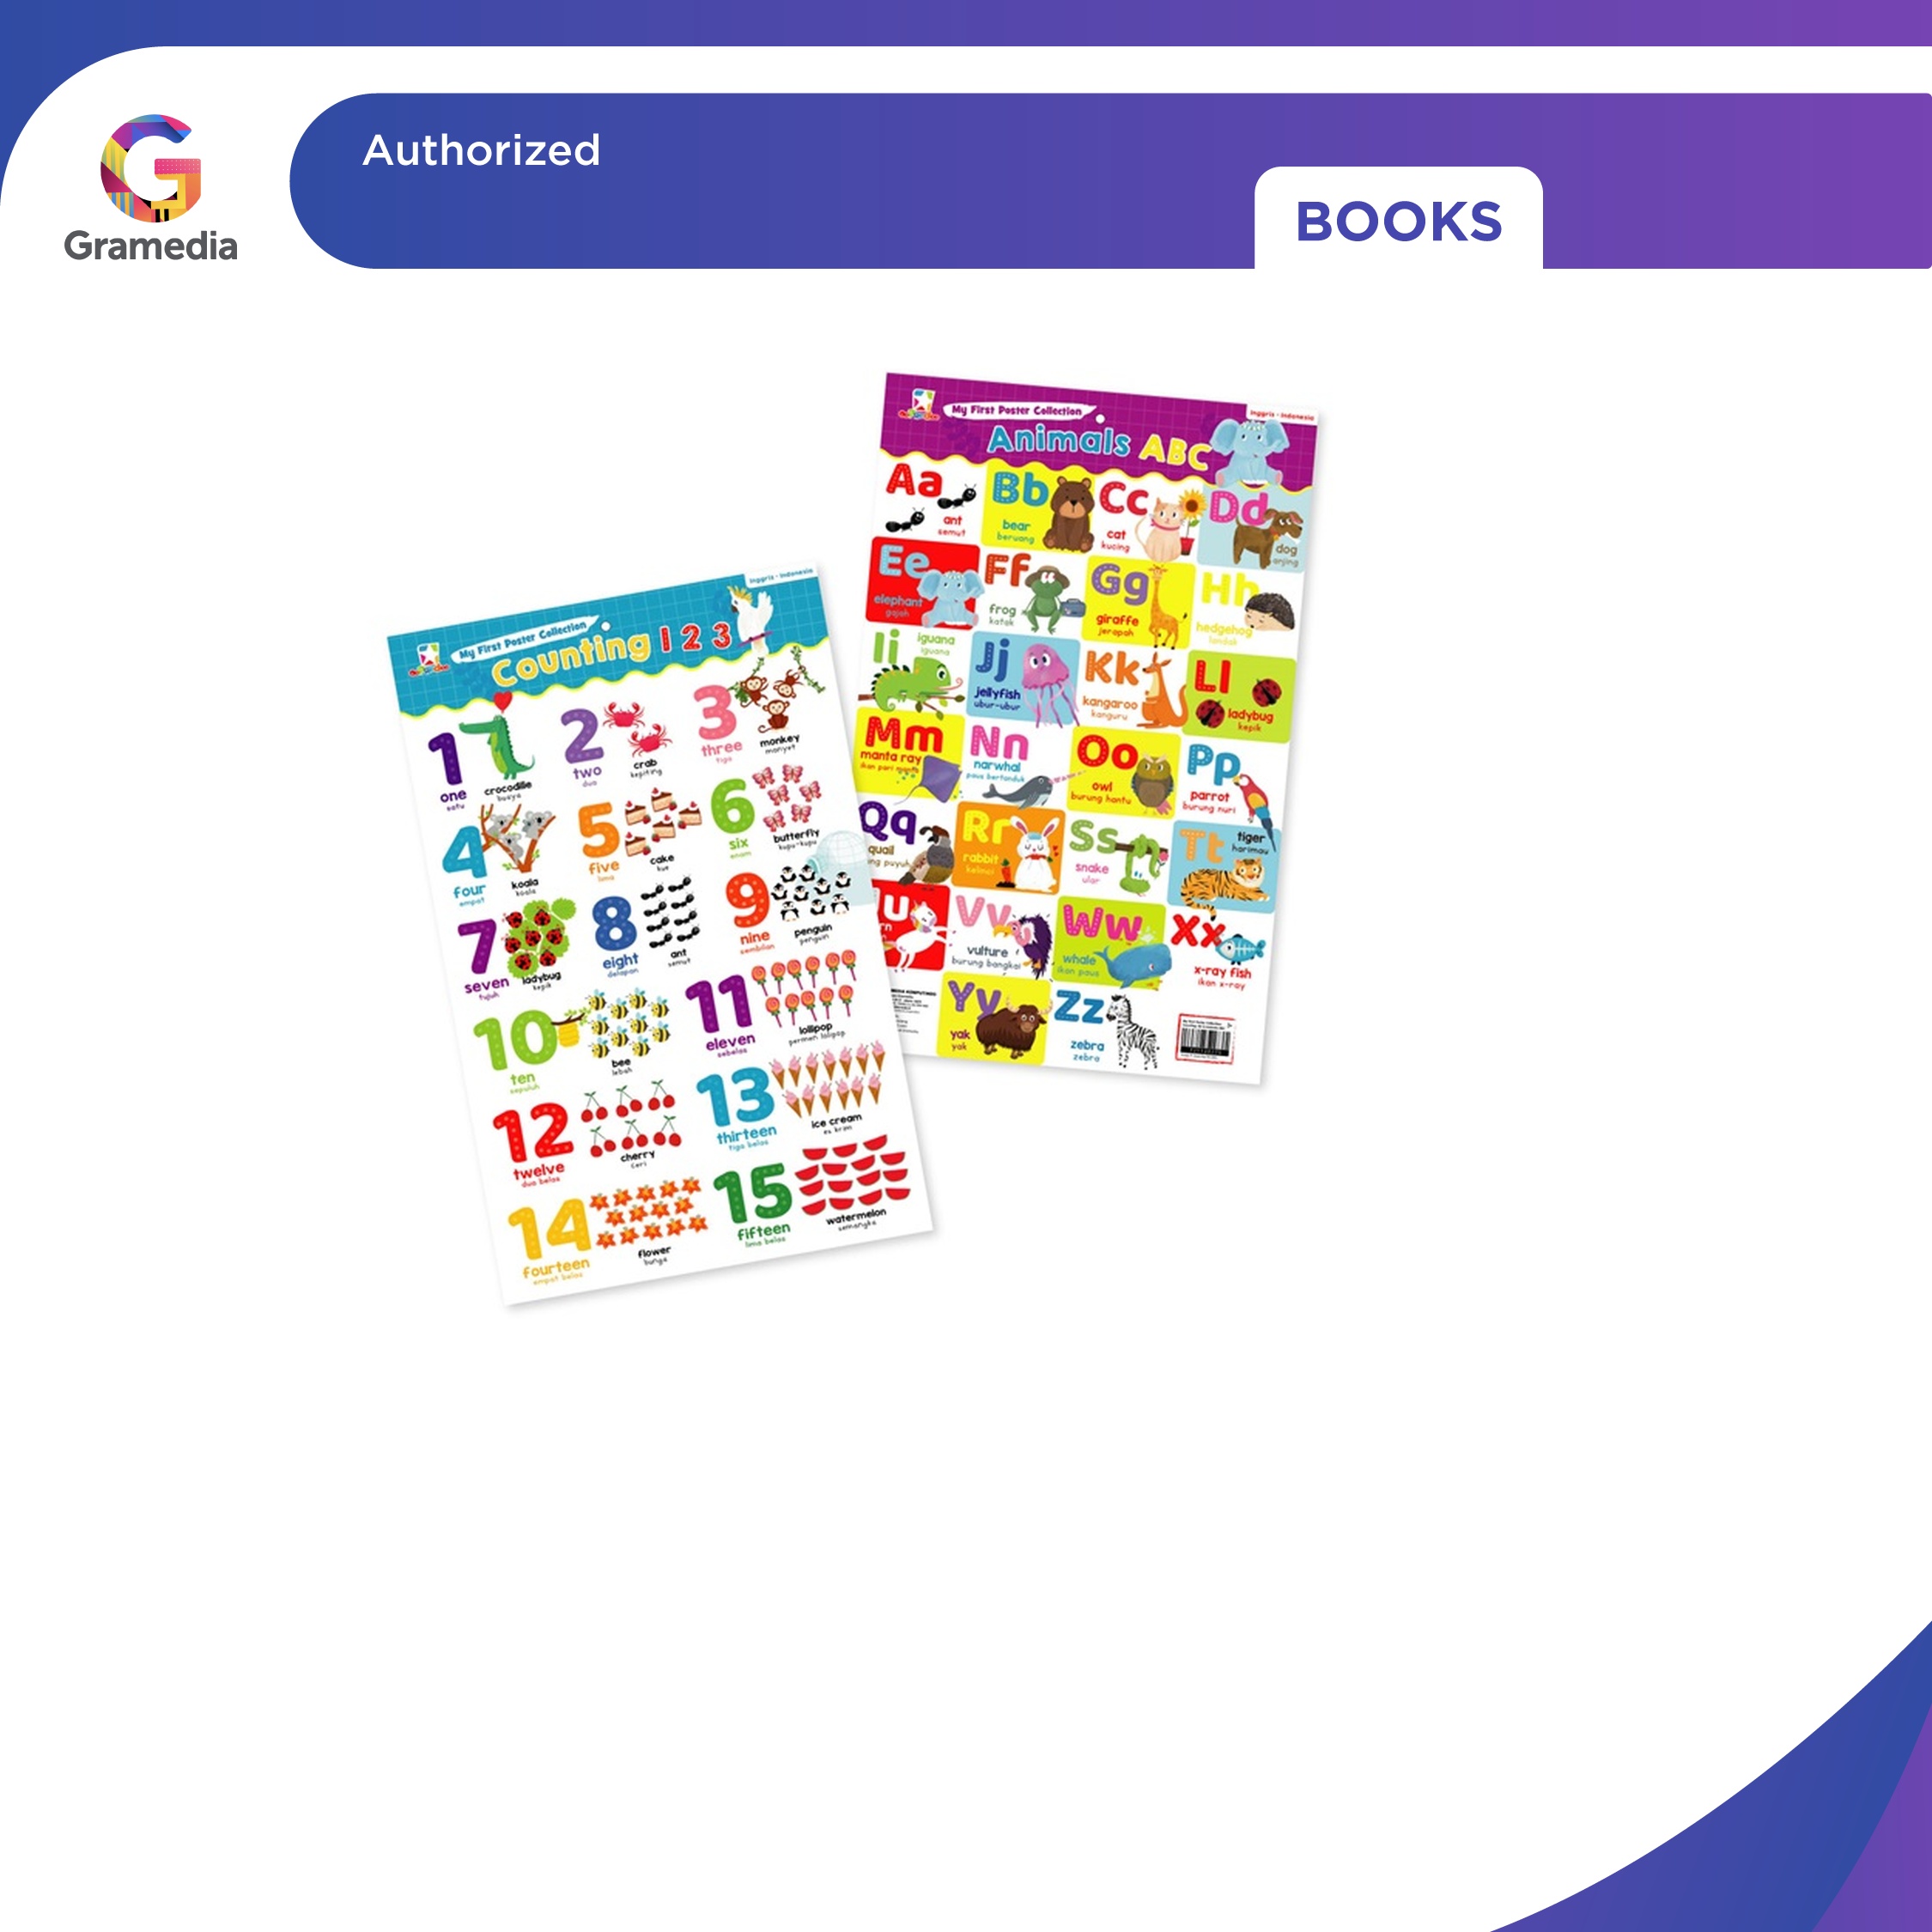 Gramedia
Authorized
BOOKS
Inggris - Indonesia
My First Poster Collection
Counting 1 2 3
1
one
satu
crocodile
buaya
2
two
dua
crab
kepiting
3
three
tiga
monkey
monyet
4
four
empat
koala
koala
5
five
lima
cake
kue
6
six
enam
butterfly
kupu-kupu
7
seven
tujuh
ladybug
kepik
8
eight
delapan
ant
semut
9
nine
sembilan
penguin
penguin
10
ten
sepuluh
bee
lebah
11
eleven
sebelas
lollipop
permen lolipop
12
twelve
dua belas
cherry
ceri
13
thirteen
tiga belas
ice cream
es krim
14
fourteen
empat belas
flower
bunga
15
fifteen
lima belas
watermelon
semangka
Inggris - Indonesia
My First Poster Collection
Animals ABC
Aa
ant
semut
Bb
bear
beruang
Cc
cat
kucing
Dd
dog
anjing
Ee
elephant
gajah
Ff
frog
katak
Gg
giraffe
jerapah
Hh
hedgehog
landak
Ii
iguana
iguana
Jj
jellyfish
ubur-ubur
Kk
kangaroo
kanguru
Ll
ladybug
kepik
Mm
manta ray
ikan pari manta
Nn
narwhal
paus bertanduk
Oo
owl
burung hantu
Pp
parrot
burung nuri
Qq
quail
puyuh
Rr
rabbit
kelinci
Ss
snake
ular
Tt
tiger
harimau
u
Vv
vulture
burung bangkai
Ww
whale
ikan paus
Xx
x-ray fish
ikan x-ray
Yy
yak
yak
Zz
zebra
zebra